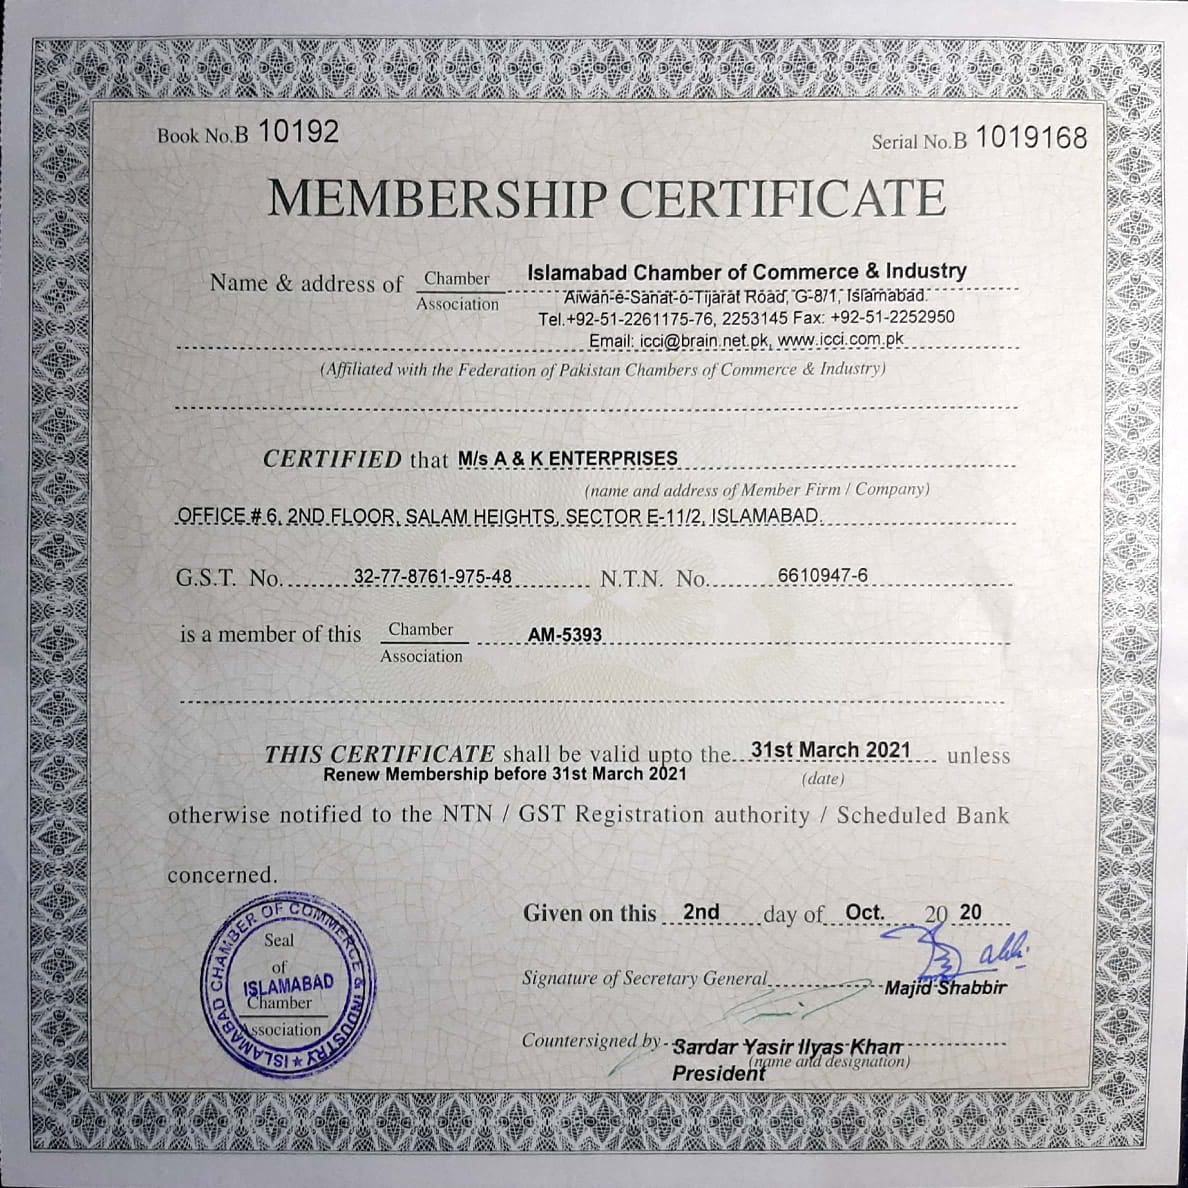 Book No.B 10192
Serial No.B 1019168
MEMBERSHIP CERTIFICATE
Name & address of Chamber
Association
Islamabad Chamber of Commerce & Industry
Aiwan-e-Sanat-o-Tijarat Road, G-8/1, Islamabad.
Tel.+92-51-2261175-76, 2253145 Fax: +92-51-2252950
Email: icci@brain.net.pk, www.icci.com.pk
(Affiliated with the Federation of Pakistan Chambers of Commerce & Industry)
CERTIFIED that M/s A & K ENTERPRISES
(name and address of Member Firm / Company)
OFFICE # 6, 2ND FLOOR, SALAM HEIGHTS, SECTOR E-11/2, ISLAMABAD.
G.S.T. No. 32-77-8761-975-48 N.T.N. No. 6610947-6
is a member of this Chamber AM-5393
Association
THIS CERTIFICATE shall be valid upto the 31st March 2021 unless
Renew Membership before 31st March 2021 (date)
otherwise notified to the NTN / GST Registration authority / Scheduled Bank
concerned.
ISLAMABAD CHAMBER OF COMMERCE & INDUSTRY ★ ISLAMABAD
Seal
of
ISLAMABAD
Chamber
Association
Given on this 2nd day of Oct. 20 20
Signature of Secretary General Majid Shabbir
Countersigned by Sardar Yasir Ilyas Khan
(name and designation)
President